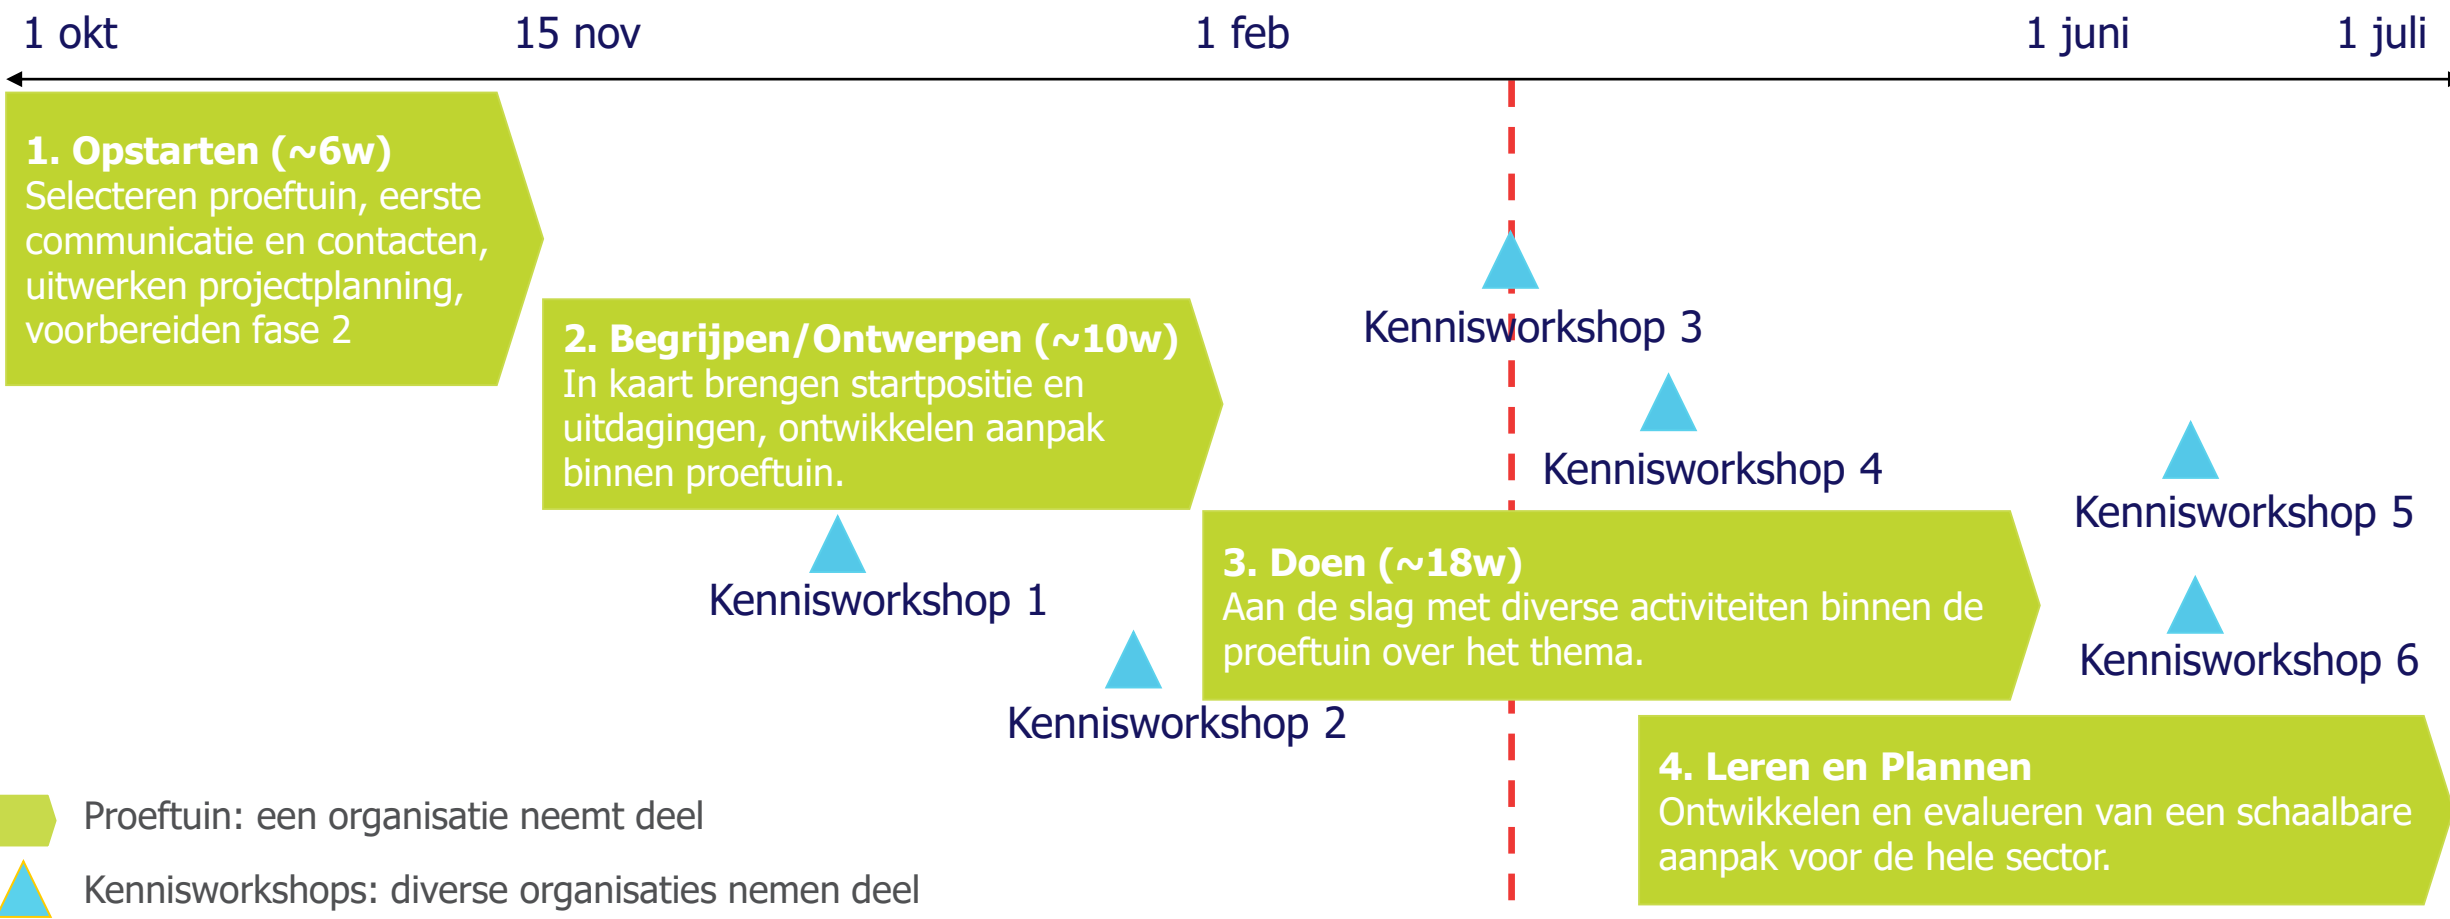 1 okt
15 nov
1 feb
1 juni
1 juli
1. Opstarten (~6w)
Selecteren proeftuin, eerste
communicatie en contacten,
uitwerken projectplanning,
voorbereiden fase 2
2. Begrijpen/Ontwerpen (~10w)
In kaart brengen startpositie en
uitdagingen, ontwikkelen aanpak
binnen proeftuin.
Kennisworkshop 1
Kennisworkshop 2
Kennisworkshop 3
Kennisworkshop 4
Kennisworkshop 5
Kennisworkshop 6
3. Doen (~18w)
Aan de slag met diverse activiteiten binnen de
proeftuin over het thema.
4. Leren en Plannen
Ontwikkelen en evalueren van een schaalbare
aanpak voor de hele sector.
Proeftuin: een organisatie neemt deel
Kennisworkshops: diverse organisaties nemen deel